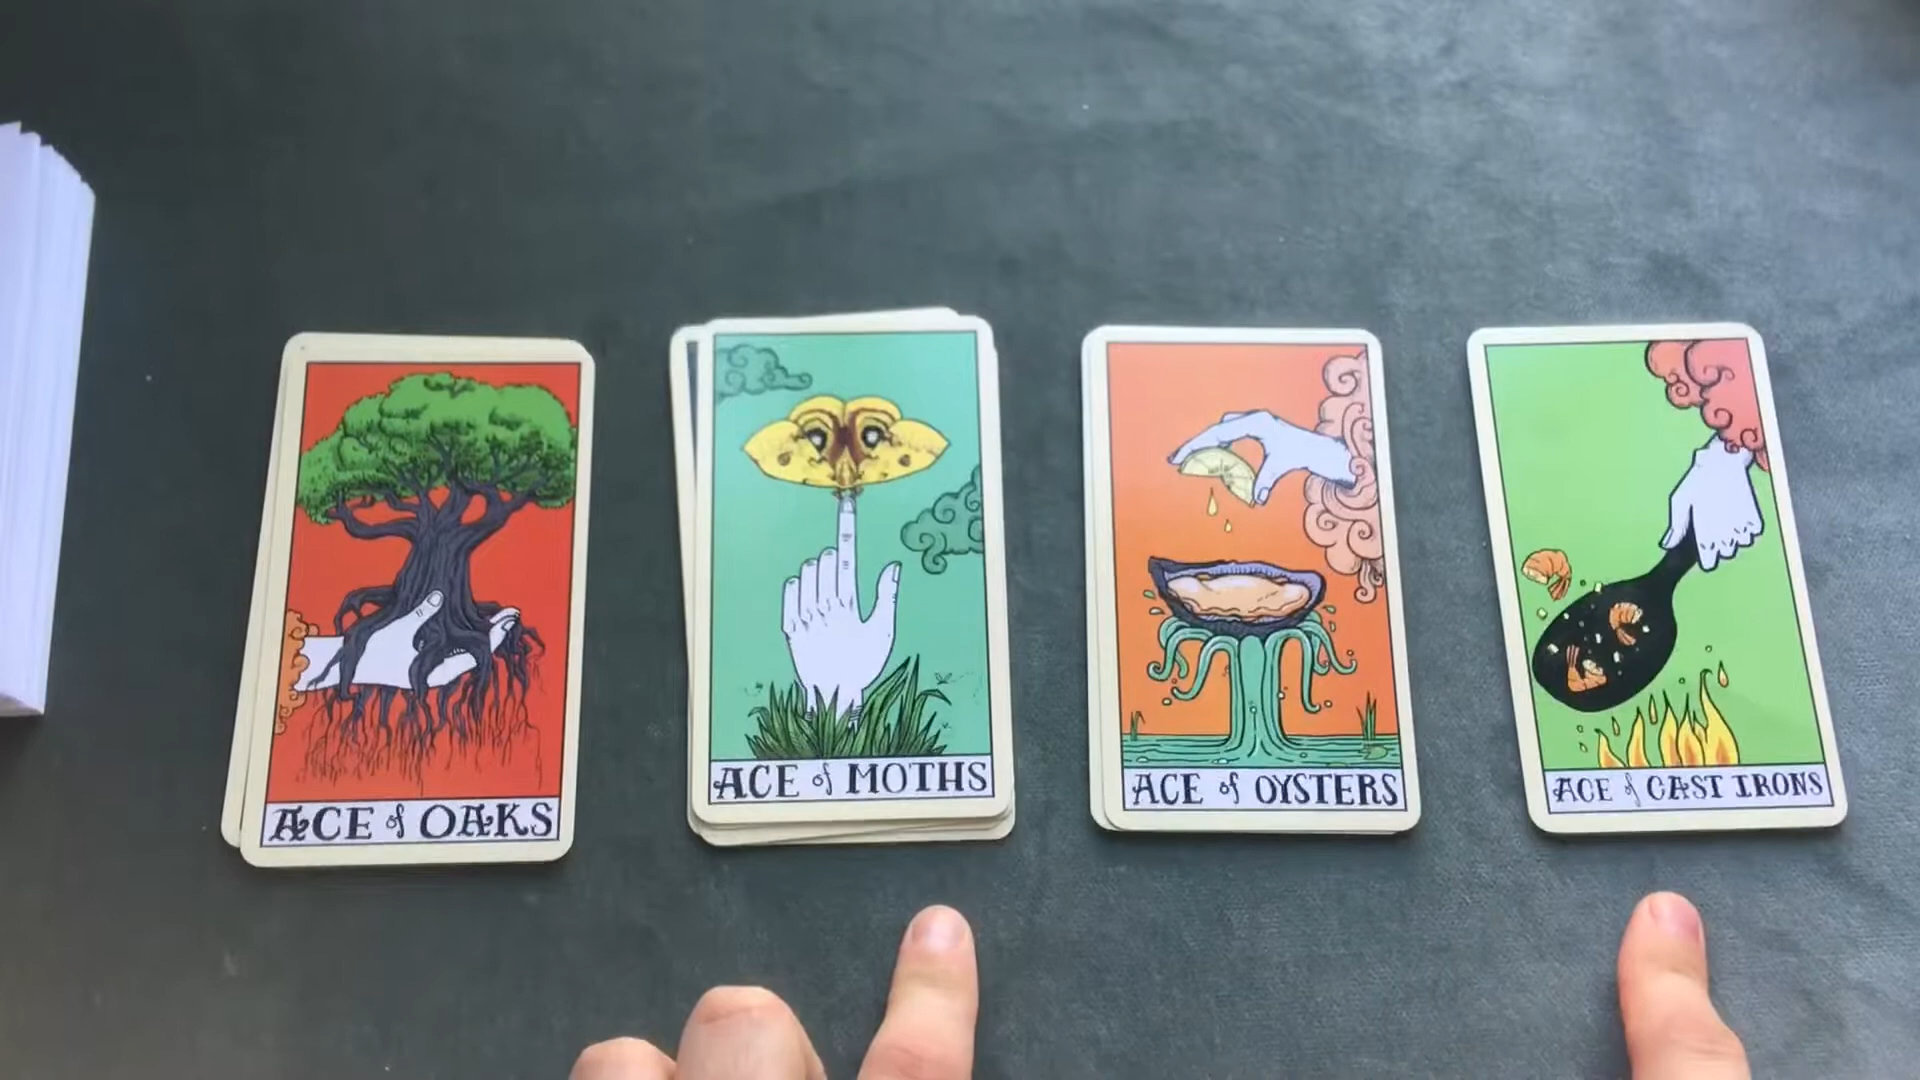 ACE of OAKS
ACE of MOTHS
ACE of OYSTERS
ACE of CAST IRONS